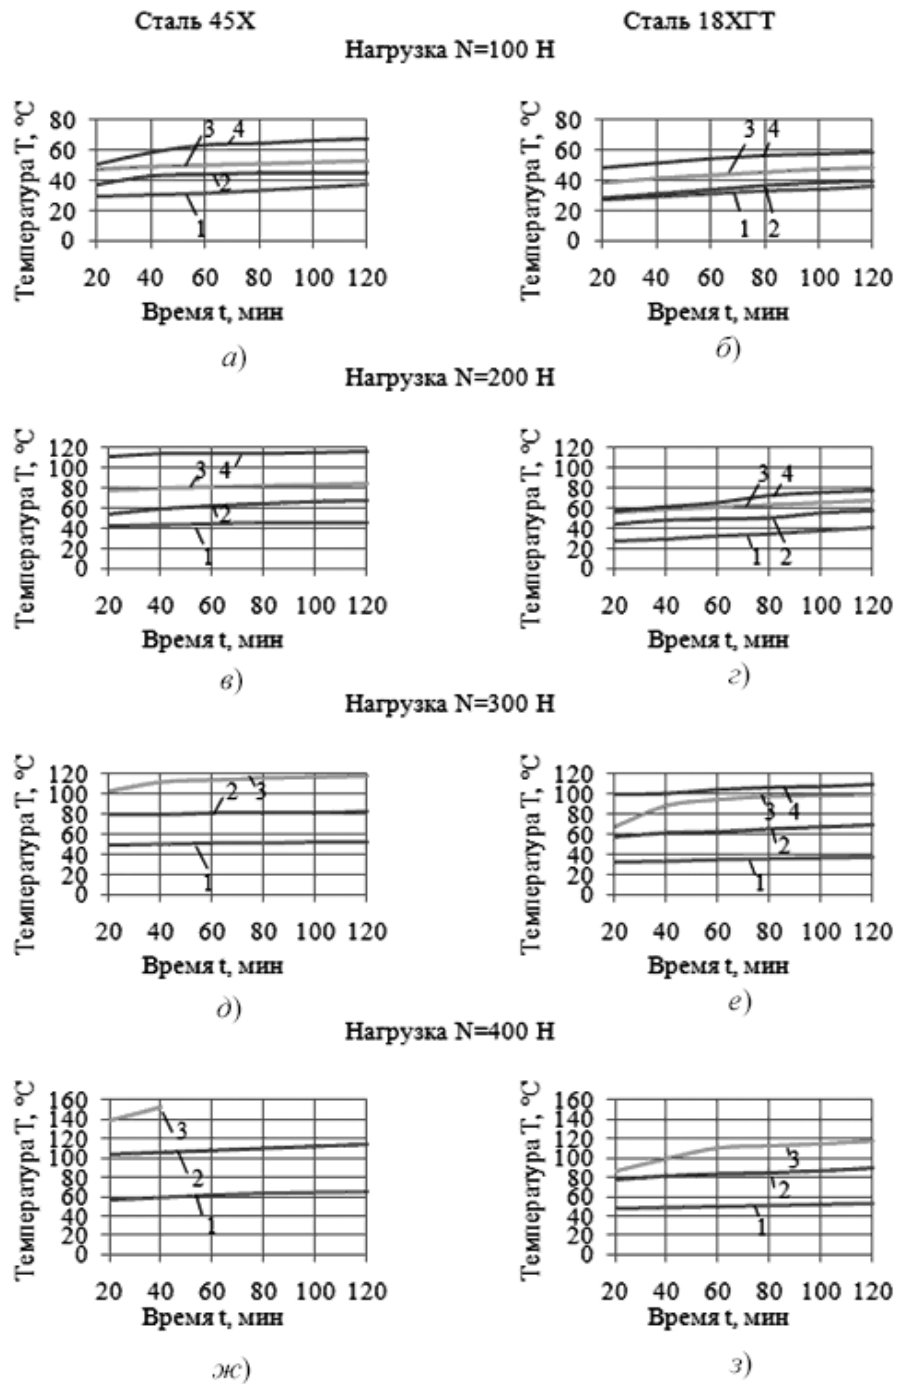 Сталь 45Х
Сталь 18ХГТ
Нагрузка N=100 Н
Температура Т, °С
80
60
40
20
0
3
4
2
1
20 40 60 80 100 120
Время t, мин
а)
Температура Т, °С
80
60
40
20
0
3
4
1
2
20 40 60 80 100 120
Время t, мин
б)
Нагрузка N=200 Н
Температура Т, °С
120
100
80
60
40
20
0
3
4
2
1
20 40 60 80 100 120
Время t, мин
в)
Температура Т, °С
120
100
80
60
40
20
0
3
4
1
2
20 40 60 80 100 120
Время t, мин
г)
Нагрузка N=300 Н
Температура Т, °С
120
100
80
60
40
20
0
2
3
1
20 40 60 80 100 120
Время t, мин
д)
Температура Т, °С
120
100
80
60
40
20
0
3
4
2
1
20 40 60 80 100 120
Время t, мин
е)
Нагрузка N=400 Н
Температура Т, °С
160
140
120
100
80
60
40
20
0
3
2
1
20 40 60 80 100 120
Время t, мин
ж)
Температура Т, °С
160
140
120
100
80
60
40
20
0
3
2
1
20 40 60 80 100 120
Время t, мин
з)